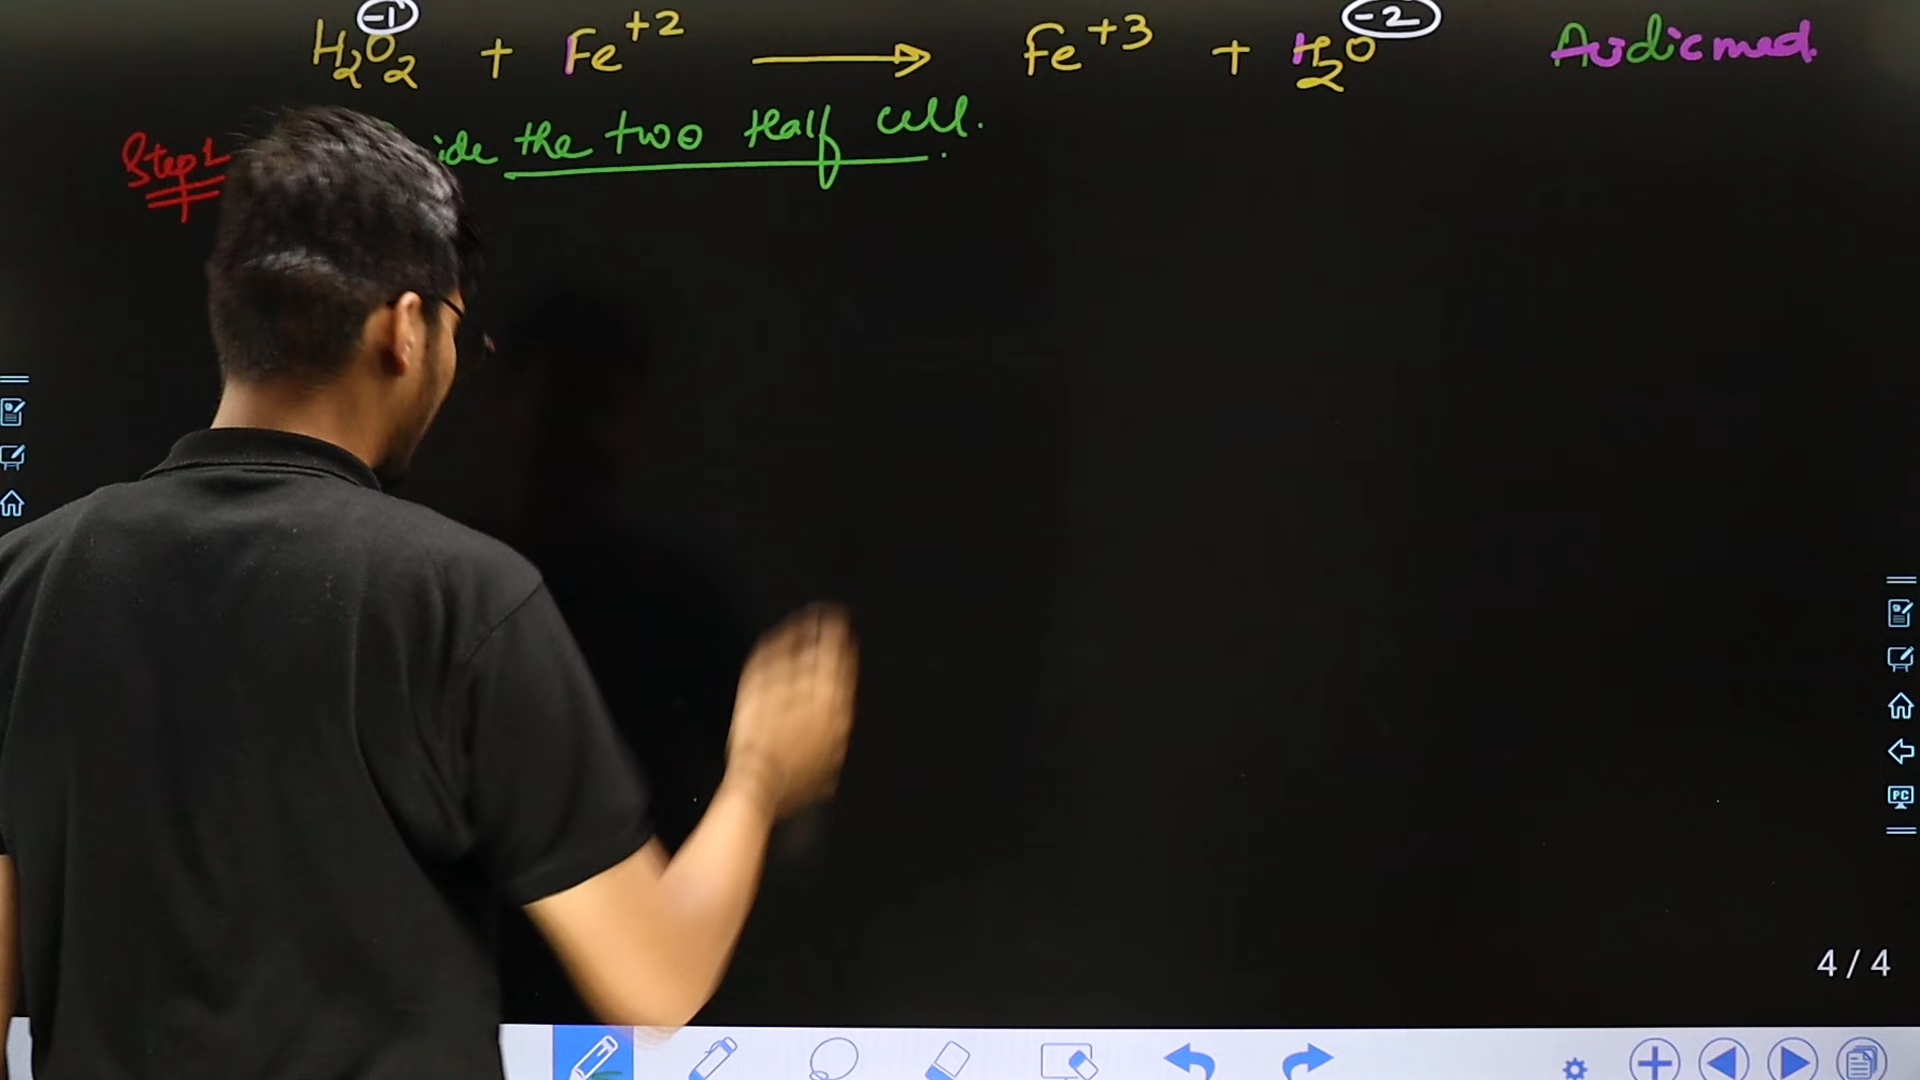 H₂O₂⁻¹ + Fe⁺² ⟶ Fe⁺³ + H₂O⁻² Acidic med.
Step 1 ide the two Half cell.
4 / 4
PC